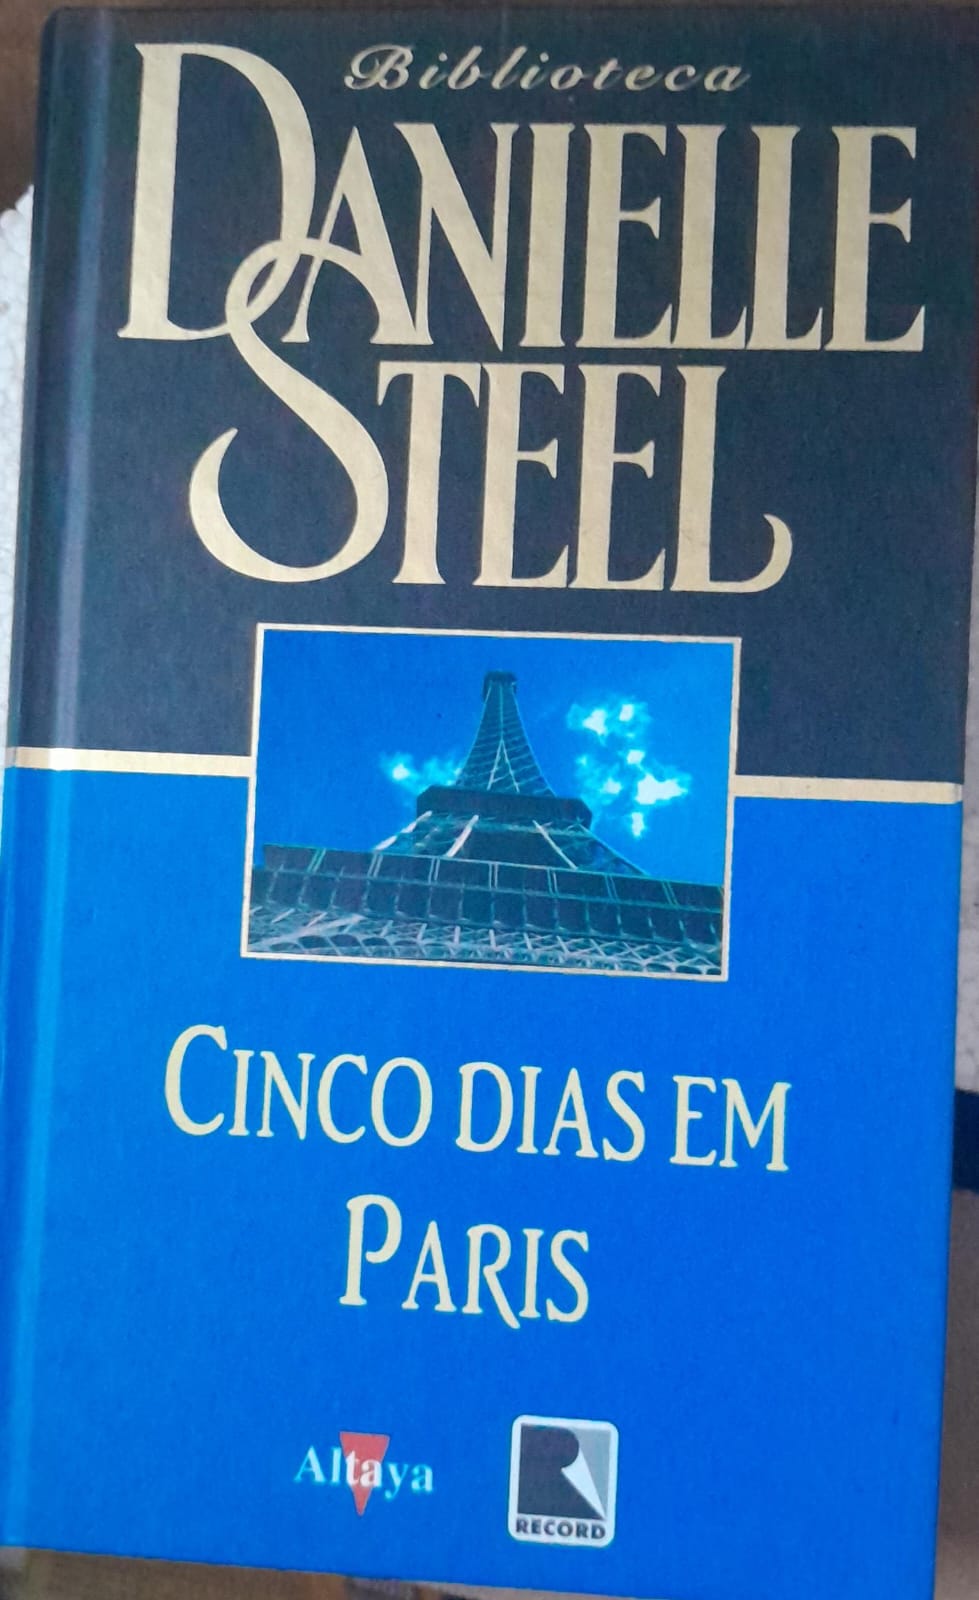 Biblioteca
DANIELLE
STEEL
CINCO DIAS EM
PARIS
Altaya
R
RECORD